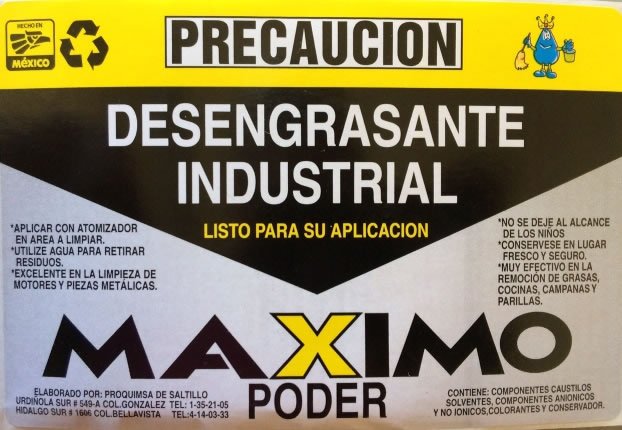 HECHO EN
MÉXICO
PRECAUCION
DESENGRASANTE
INDUSTRIAL
LISTO PARA SU APLICACION
*APLICAR CON ATOMIZADOR
EN AREA A LIMPIAR.
*UTILIZE AGUA PARA RETIRAR
RESIDUOS.
*EXCELENTE EN LA LIMPIEZA DE
MOTORES Y PIEZAS METÁLICAS.
*NO SE DEJE AL ALCANCE
DE LOS NIÑOS
*CONSERVESE EN LUGAR
FRESCO Y SEGURO.
*MUY EFECTIVO EN LA
REMOCIÓN DE GRASAS,
COCINAS, CAMPANAS Y
PARILLAS.
MAXIMO
PODER
ELABORADO POR: PROQUIMSA DE SALTILLO
URDIÑOLA SUR # 549-A COL.GONZALEZ TEL: 1-35-21-05
HIDALGO SUR # 1606 COL.BELLAVISTA TEL:4-14-03-33
CONTIENE: COMPONENTES CAUSTILOS
SOLVENTES, COMPONENTES ANIONICOS
Y NO IONICOS,COLORANTES Y CONSERVADOR.